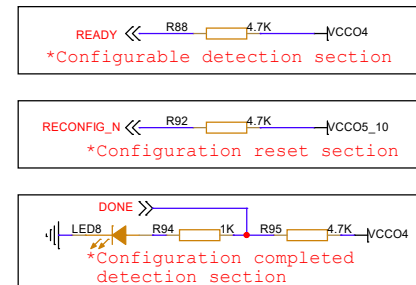 READY R88 4.7K VCCO4
*Configurable detection section
RECONFIG_N R92 4.7K VCCO5_10
*Configuration reset section
DONE
LED8 R94 1K R95 4.7K VCCO4
*Configuration completed
detection section